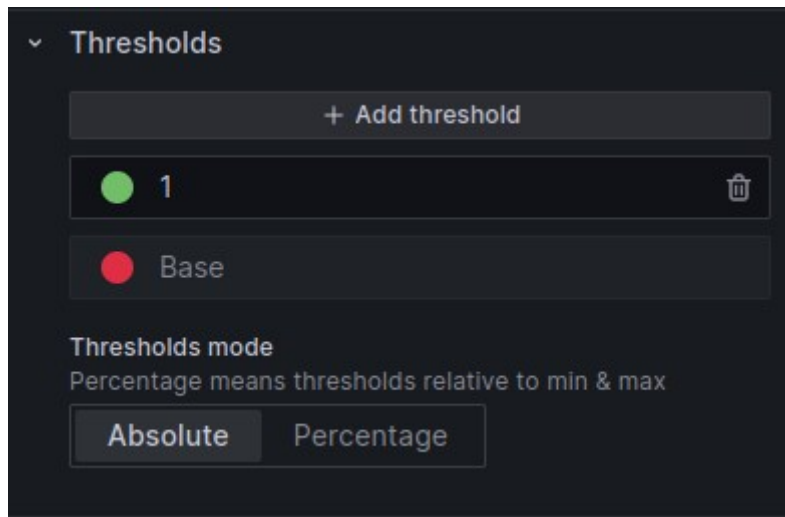 Thresholds
+ Add threshold
1
Base
Thresholds mode
Percentage means thresholds relative to min & max
Absolute Percentage